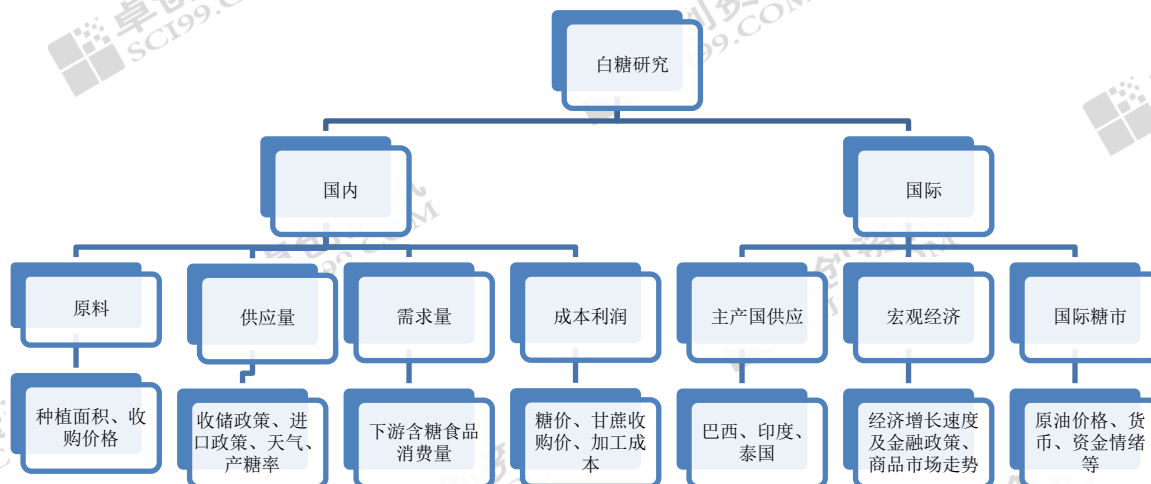 白糖研究
国内
国际
原料
供应量
需求量
成本利润
主产国供应
宏观经济
国际糖市
种植面积、收
购价格
收储政策、进
口政策、天气、
产糖率
下游含糖食品
消费量
糖价、甘蔗收
购价、加工成
本
巴西、印度、
泰国
经济增长速度
及金融政策、
商品市场走势
原油价格、货
币、资金情绪
等
SCI99.CO
99.COM